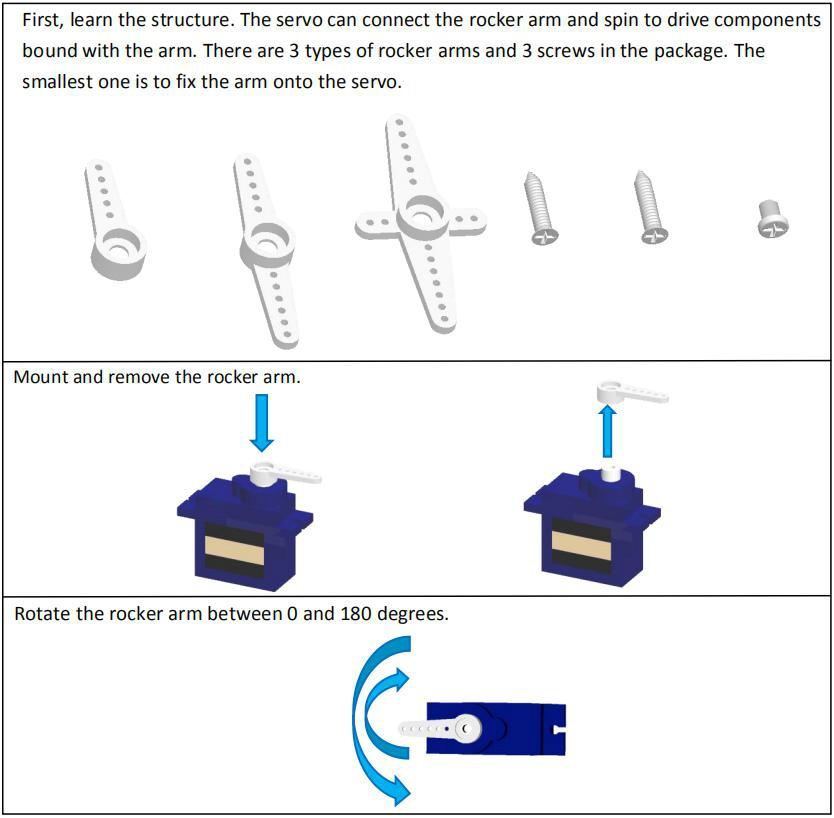 First, learn the structure. The servo can connect the rocker arm and spin to drive components
bound with the arm. There are 3 types of rocker arms and 3 screws in the package. The
smallest one is to fix the arm onto the servo.
Mount and remove the rocker arm.
Rotate the rocker arm between 0 and 180 degrees.